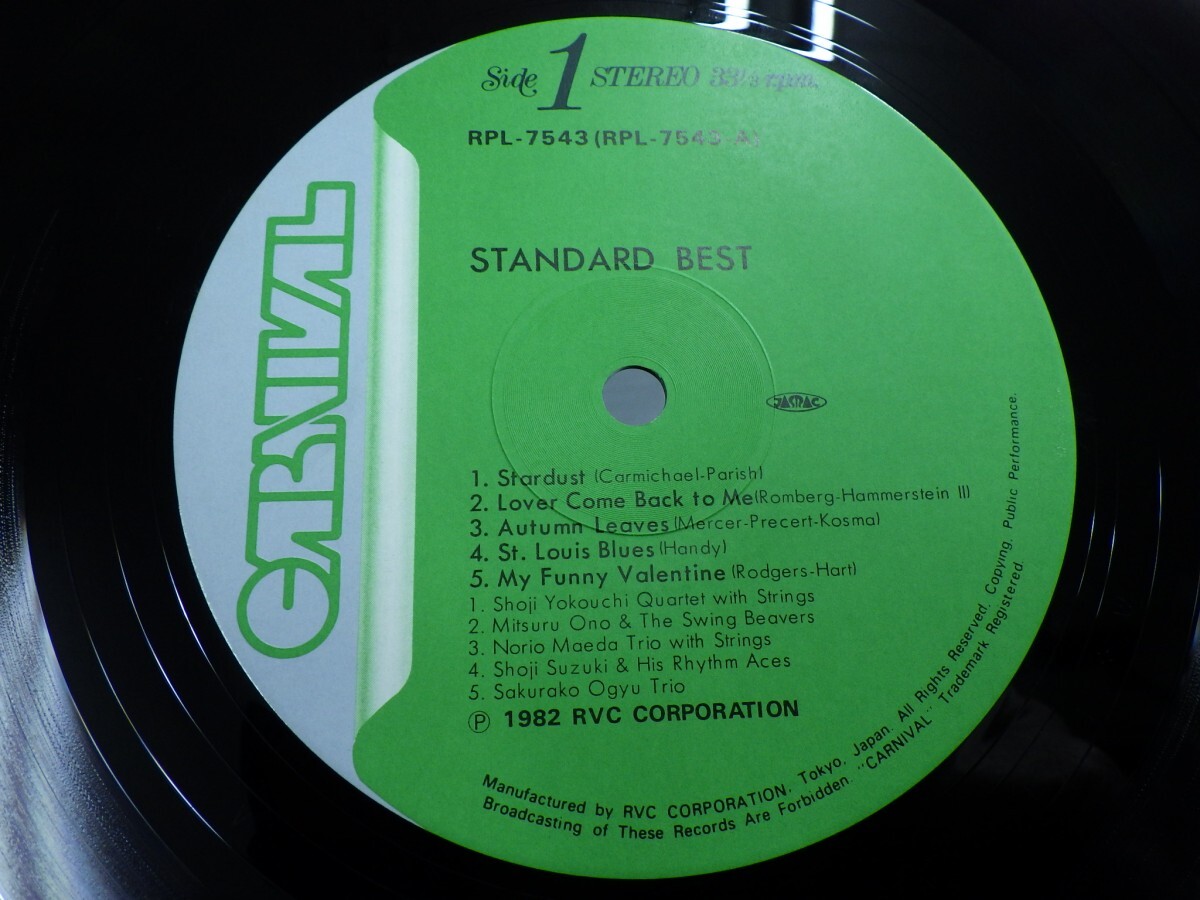 Side 1 STEREO 33 1/3 r.p.m.
RPL-7543 (RPL-7543-A)
CARNIVAL
STANDARD BEST
JASRAC
1. Stardust (Carmichael-Parish)
2. Lover Come Back to Me (Romberg-Hammerstein II)
3. Autumn Leaves (Mercer-Precert-Kosma)
4. St. Louis Blues (Handy)
5. My Funny Valentine (Rodgers-Hart)
1. Shoji Yokouchi Quartet with Strings
2. Mitsuru Ono & The Swing Beavers
3. Norio Maeda Trio with Strings
4. Shoji Suzuki & His Rhythm Aces
5. Sakurako Ogyu Trio
Ⓟ 1982 RVC CORPORATION
Manufactured by RVC CORPORATION, Tokyo, Japan. All Rights Reserved. Copying, Public Performance.
Broadcasting of These Records Are Forbidden. "CARNIVAL" Trademark Registered.